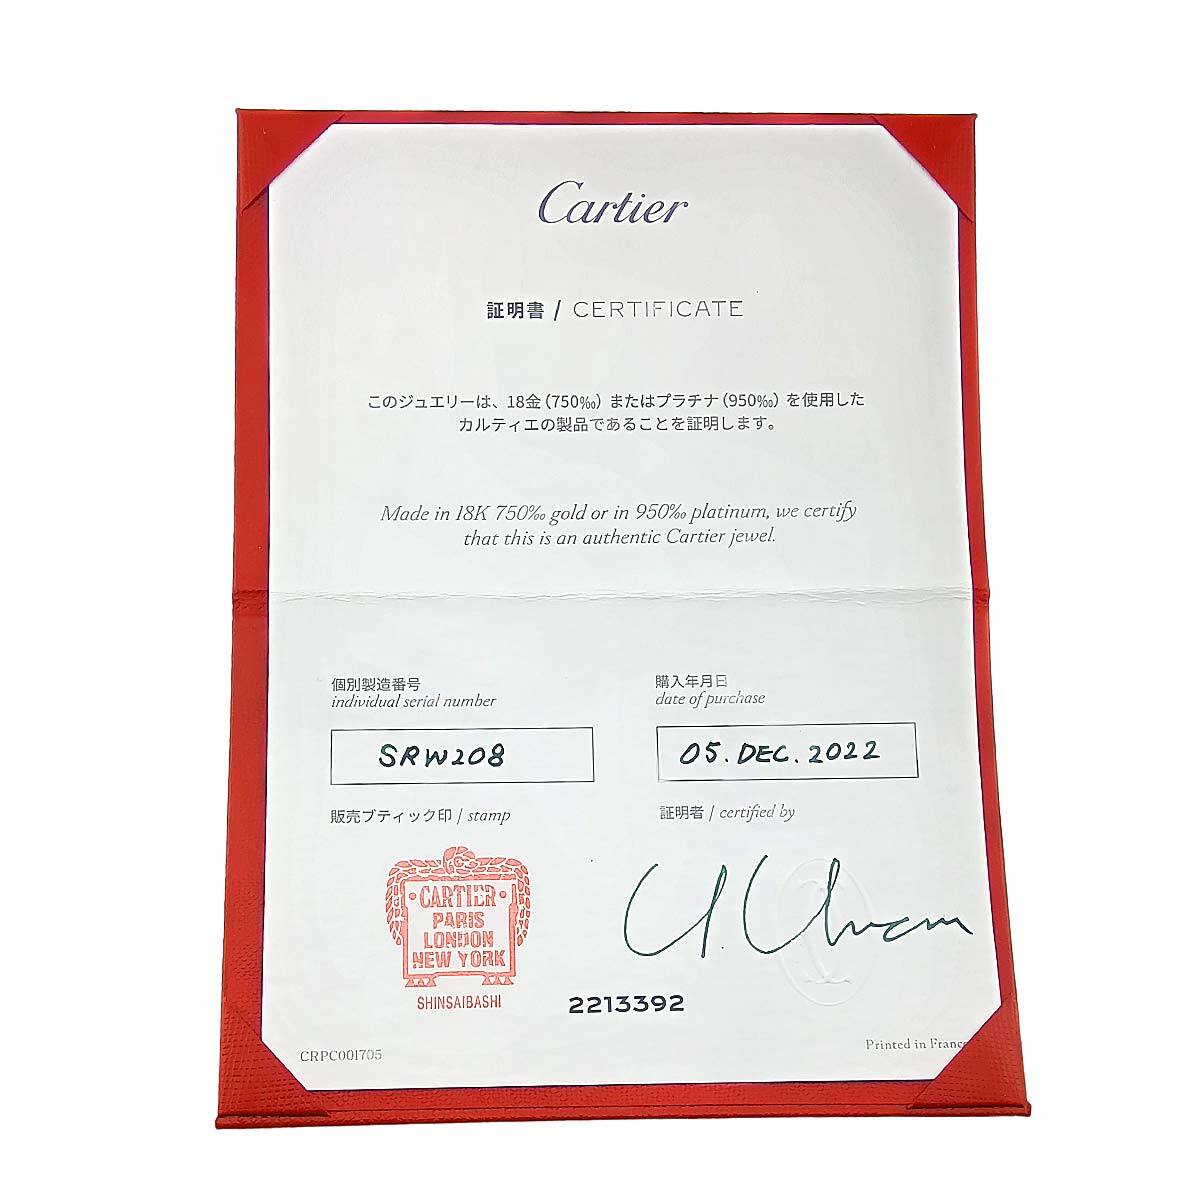 Cartier
証明書 / CERTIFICATE
このジュエリーは、18金（750‰）またはプラチナ（950‰）を使用した
カルティエの製品であることを証明します。
Made in 18K 750‰ gold or in 950‰ platinum, we certify
that this is an authentic Cartier jewel.
個別製造番号
individual serial number
SRW208
購入年月日
date of purchase
05. DEC. 2022
販売ブティック印 / stamp
CARTIER
PARIS
LONDON
NEW YORK
SHINSAIBASHI
証明者 / certified by
2213392
CRPC001705
Printed in France